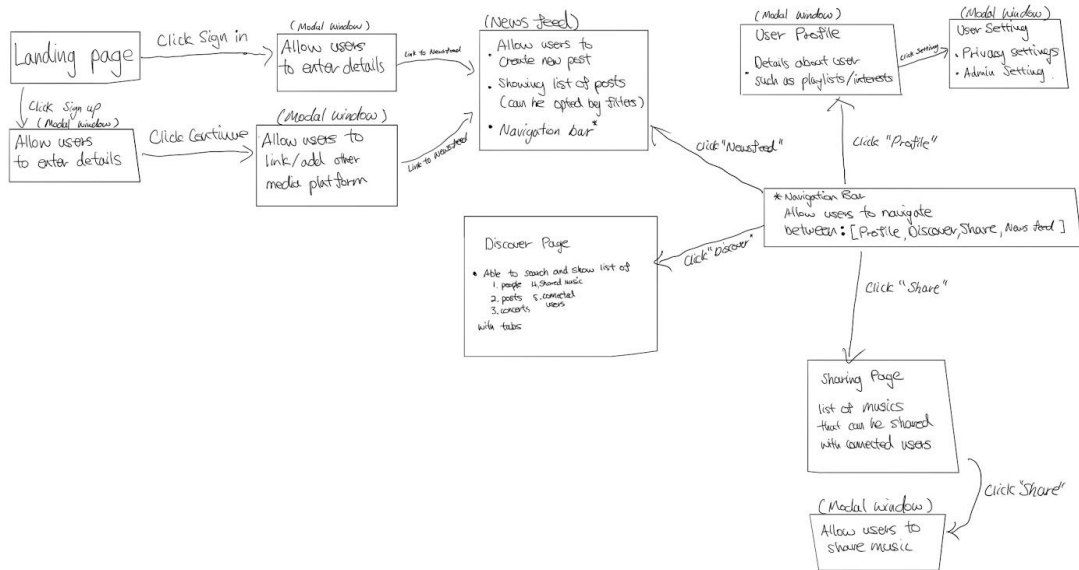 Landing page
Click Sign in
(Modal Window)
Allow users
to enter details
Link to Newsfeed
Click Sign up
(Modal Window)
Allow users
to enter details
Click Continue
(Modal Window)
Allow users to
link/add other
media platform
Link to Newsfeed
(News feed)
• Allow users to
create new post
• Showing list of posts
(can be opted by filters)
• Navigation bar*
(Modal Window)
User Profile
Details about user
such as playlists/interests
Click Setting
(Modal Window)
User Setting
• Privacy settings
• Admin Setting.
Click "Newsfeed"
Click "Profile"
* Navigation Bar
Allow users to navigate
between: [Profile, Discover, Share, News feed]
Click "Discover"
Discover Page
• Able to search and show list of
1. people 4. shared music
2. posts 5. connected
users
3. concerts
with tabs
Click "Share"
Sharing Page
list of musics
that can be shared
with connected users
Click "Share"
(Modal Window)
Allow users to
share music